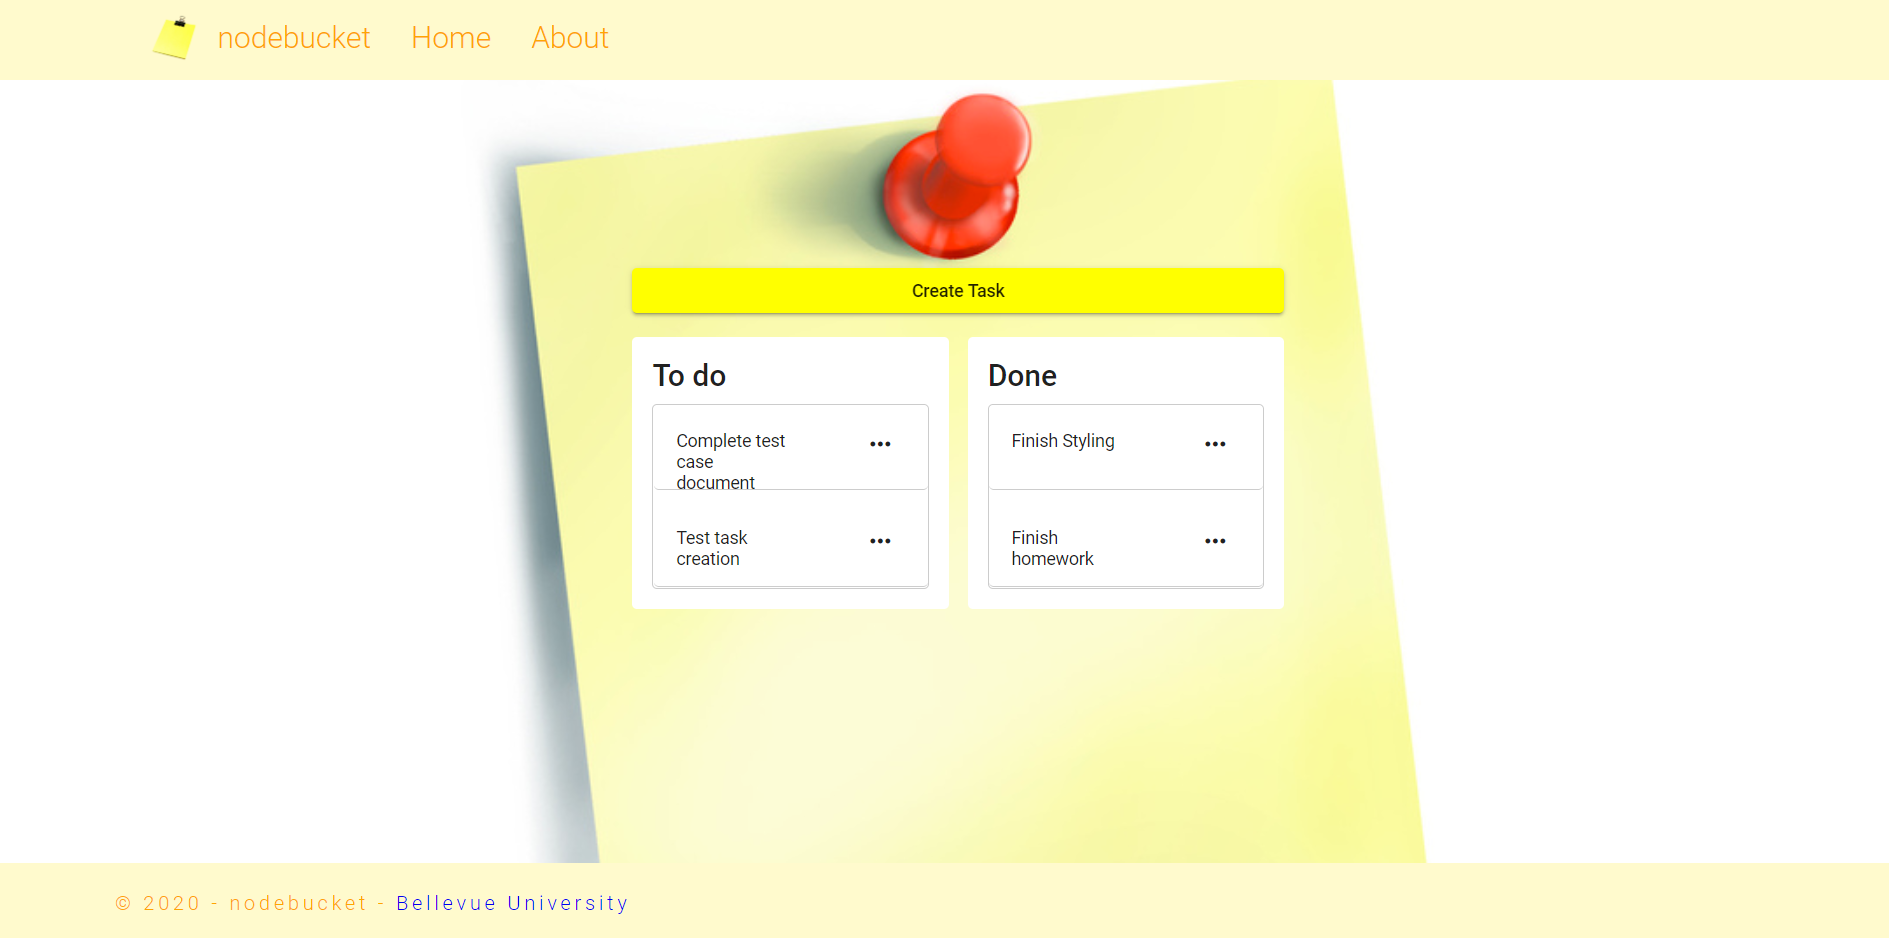 nodebucket Home About
Create Task
To do
Complete test
case
document
Test task
creation
Done
Finish Styling
Finish
homework
© 2020 - nodebucket - Bellevue University